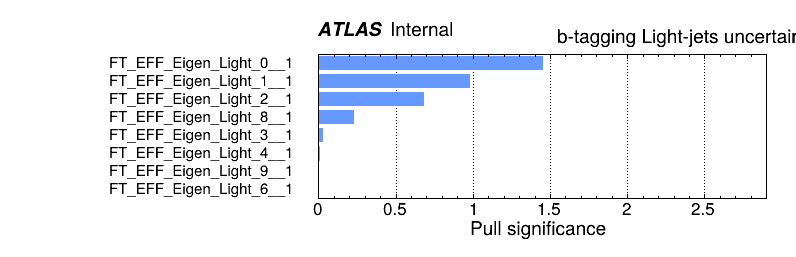 ATLAS Internal
b-tagging Light-jets uncertain
FT_EFF_Eigen_Light_0__1
FT_EFF_Eigen_Light_1__1
FT_EFF_Eigen_Light_2__1
FT_EFF_Eigen_Light_8__1
FT_EFF_Eigen_Light_3__1
FT_EFF_Eigen_Light_4__1
FT_EFF_Eigen_Light_9__1
FT_EFF_Eigen_Light_6__1
0 0.5 1 1.5 2 2.5
Pull significance